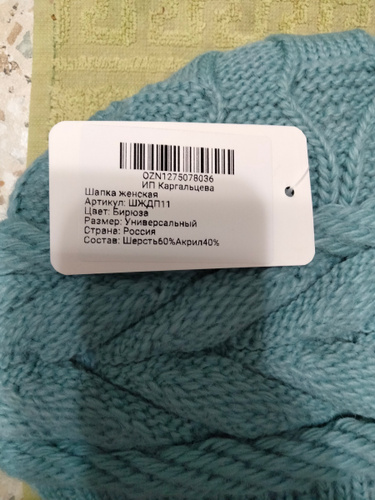 OZN1275078036
ИП Каргальцева
Шапка женская
Артикул: ШЖДП11
Цвет: Бирюза
Размер: Универсальный
Страна: Россия
Состав: Шерсть60%Акрил40%